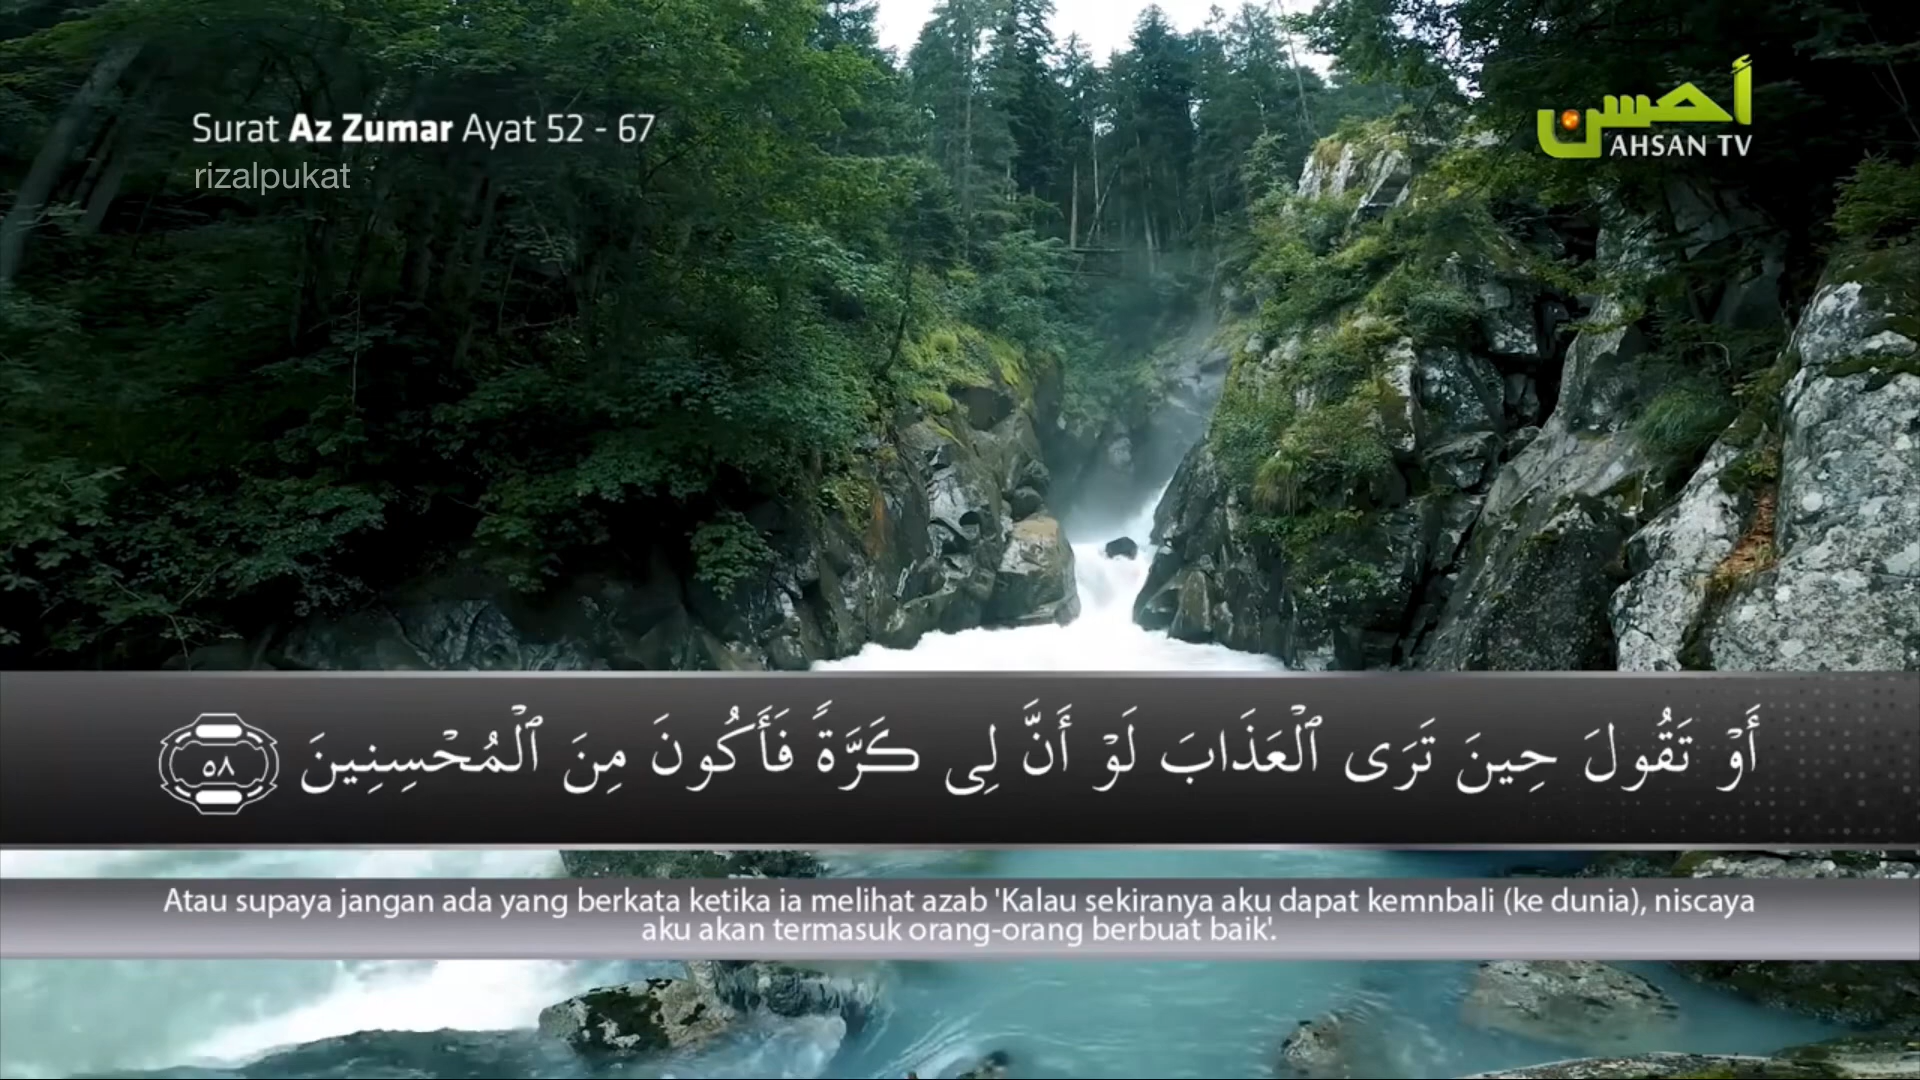 Surat Az Zumar Ayat 52 - 67
rizalpukat
أحسن
AHSAN TV
أَوْ تَقُولَ حِينَ تَرَى ٱلْعَذَابَ لَوْ أَنَّ لِى كَرَّةً فَأَكُونَ مِنَ ٱلْمُحْسِنِينَ ٥٨
Atau supaya jangan ada yang berkata ketika ia melihat azab 'Kalau sekiranya aku dapat kemnbali (ke dunia), niscaya
aku akan termasuk orang-orang berbuat baik'.